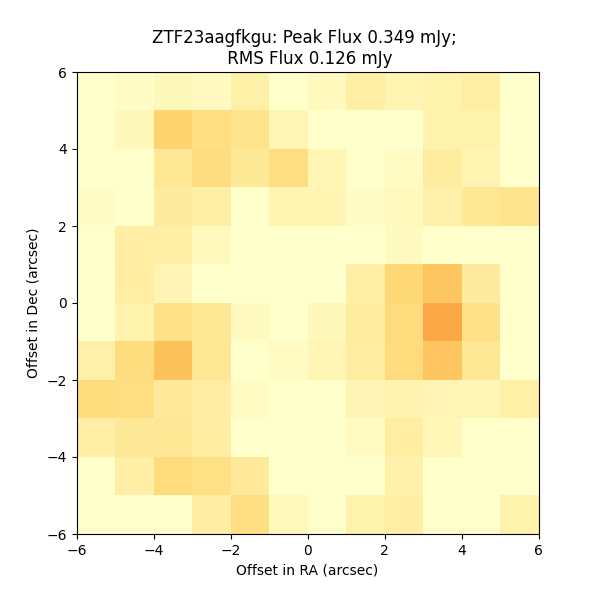 ZTF23aagfkgu: Peak Flux 0.349 mJy;
RMS Flux 0.126 mJy
6
4
2
0
−2
−4
−6
Offset in Dec (arcsec)
−6 −4 −2 0 2 4 6
Offset in RA (arcsec)